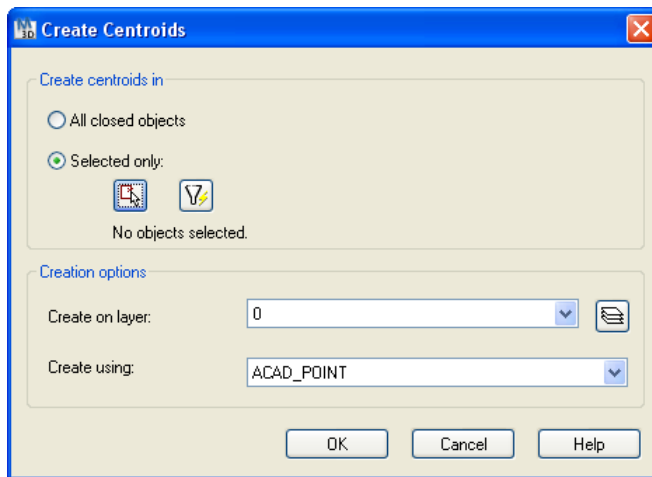 Create Centroids
Create centroids in
All closed objects
Selected only:
No objects selected.
Creation options
Create on layer: 0
Create using: ACAD_POINT
OK Cancel Help